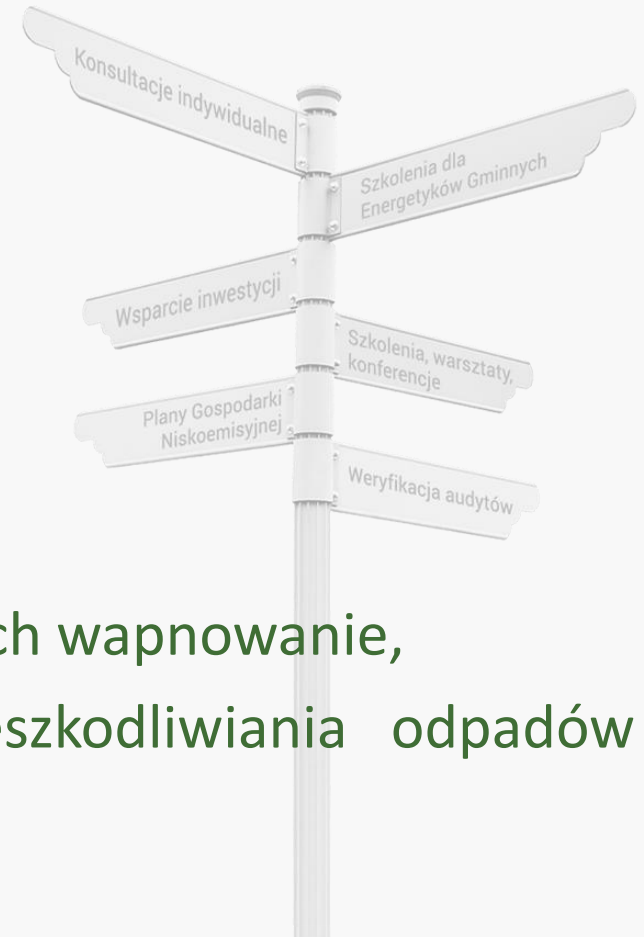 Konsultacje indywidualne
Szkolenia dla
Energetyków Gminnych
Wsparcie inwestycji
Szkolenia, warsztaty,
konferencje
Plany Gospodarki
Niskoemisyjnej
Weryfikacja audytów
ch wapnowanie,
eszkodliwiania odpadów